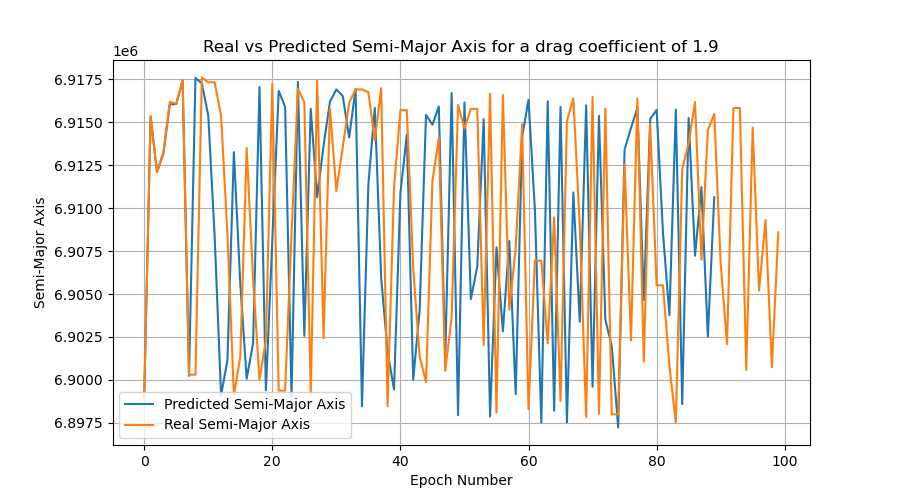 Real vs Predicted Semi-Major Axis for a drag coefficient of 1.9
1e6
6.9175
6.9150
6.9125
6.9100
6.9075
6.9050
6.9025
6.9000
6.8975
Semi-Major Axis
Predicted Semi-Major Axis
Real Semi-Major Axis
0 20 40 60 80 100
Epoch Number